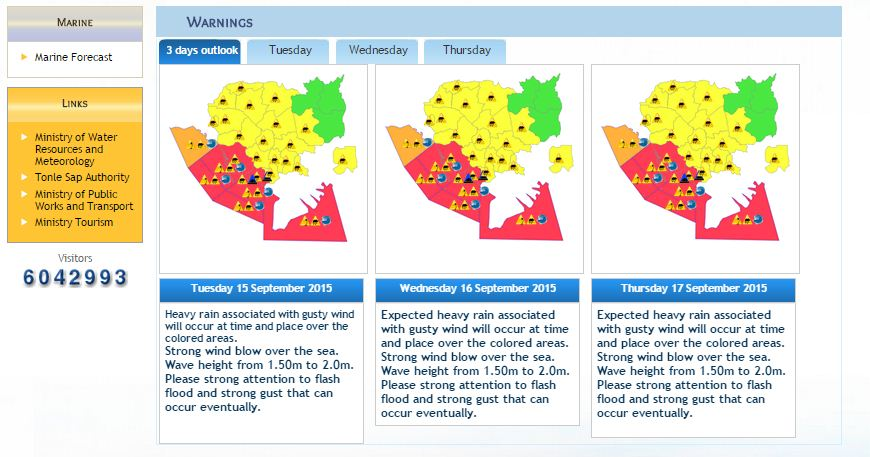 Marine
Marine Forecast
Links
Ministry of Water
Resources and
Meteorology
Tonle Sap Authority
Ministry of Public
Works and Transport
Ministry Tourism
Visitors
6042993
Warnings
3 days outlook
Tuesday
Wednesday
Thursday
Tuesday 15 September 2015
Heavy rain associated with gusty wind
will occur at time and place over the
colored areas.
Strong wind blow over the sea.
Wave height from 1.50m to 2.0m.
Please strong attention to flash
flood and strong gust that can
occur eventually.
Wednesday 16 September 2015
Expected heavy rain associated
with gusty wind will occur at time
and place over the colored areas.
Strong wind blow over the sea.
Wave height from 1.50m to 2.0m.
Please strong attention to flash
flood and strong gust that can
occur eventually.
Thursday 17 September 2015
Expected heavy rain associated
with gusty wind will occur at time
and place over the colored areas.
Strong wind blow over the sea.
Wave height from 1.50m to 2.0m.
Please strong attention to flash
flood and strong gust that can
occur eventually.